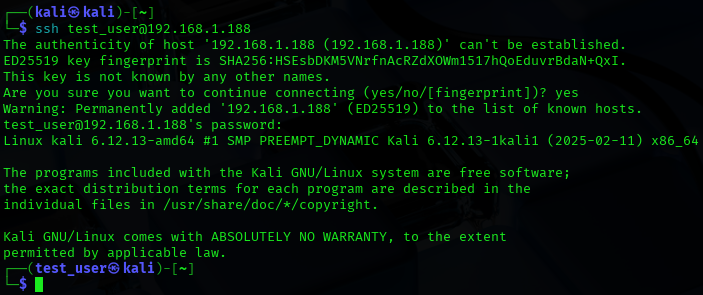 ┌──(kali㉿kali)-[~]
└─$ ssh test_user@192.168.1.188
The authenticity of host '192.168.1.188 (192.168.1.188)' can't be established.
ED25519 key fingerprint is SHA256:HSEsbDKM5VNrfnAcRZdXOWm1517hQoEduvrBdaN+QxI.
This key is not known by any other names.
Are you sure you want to continue connecting (yes/no/[fingerprint])? yes
Warning: Permanently added '192.168.1.188' (ED25519) to the list of known hosts.
test_user@192.168.1.188's password:
Linux kali 6.12.13-amd64 #1 SMP PREEMPT_DYNAMIC Kali 6.12.13-1kali1 (2025-02-11) x86_64
The programs included with the Kali GNU/Linux system are free software;
the exact distribution terms for each program are described in the
individual files in /usr/share/doc/*/copyright.
Kali GNU/Linux comes with ABSOLUTELY NO WARRANTY, to the extent
permitted by applicable law.
┌──(test_user㉿kali)-[~]
└─$